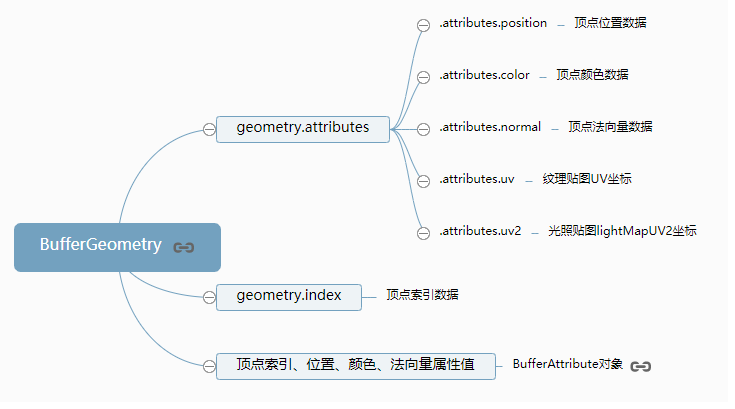 BufferGeometry
geometry.attributes
.attributes.position
顶点位置数据
.attributes.color
顶点颜色数据
.attributes.normal
顶点法向量数据
.attributes.uv
纹理贴图UV坐标
.attributes.uv2
光照贴图lightMapUV2坐标
geometry.index
顶点索引数据
顶点索引、位置、颜色、法向量属性值
BufferAttribute对象